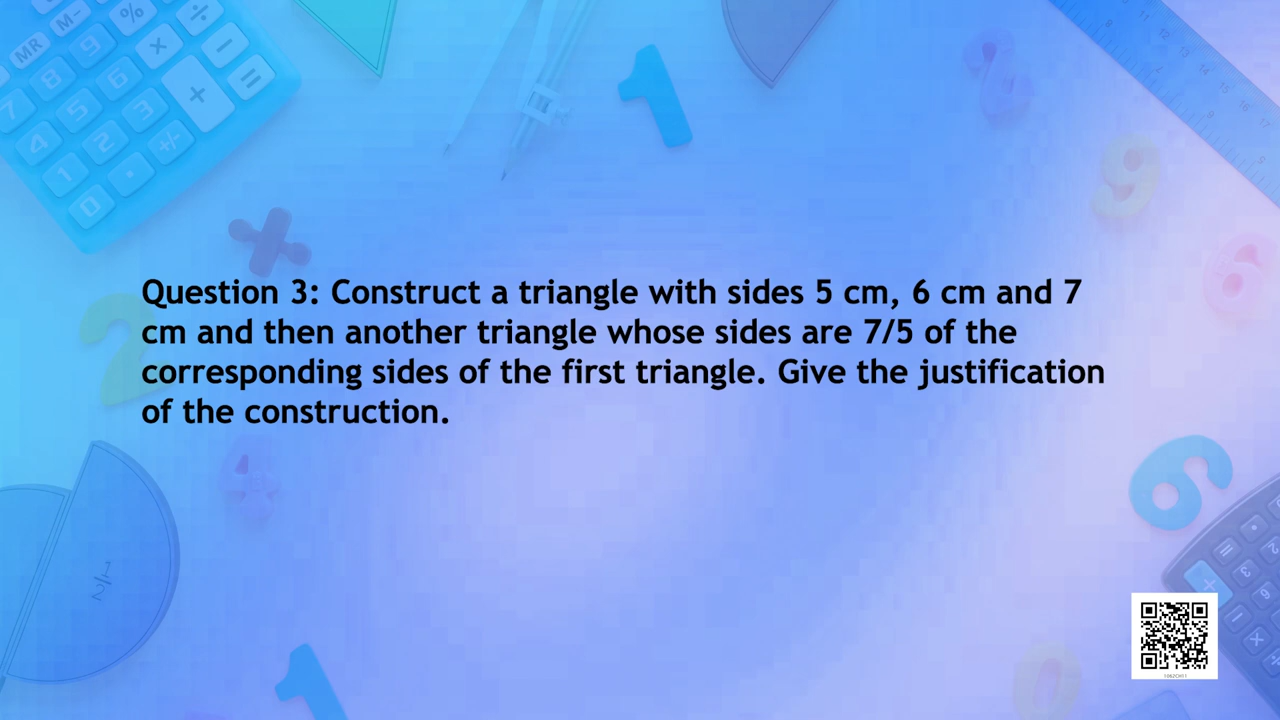 Question 3: Construct a triangle with sides 5 cm, 6 cm and 7
cm and then another triangle whose sides are 7/5 of the
corresponding sides of the first triangle. Give the justification
of the construction.